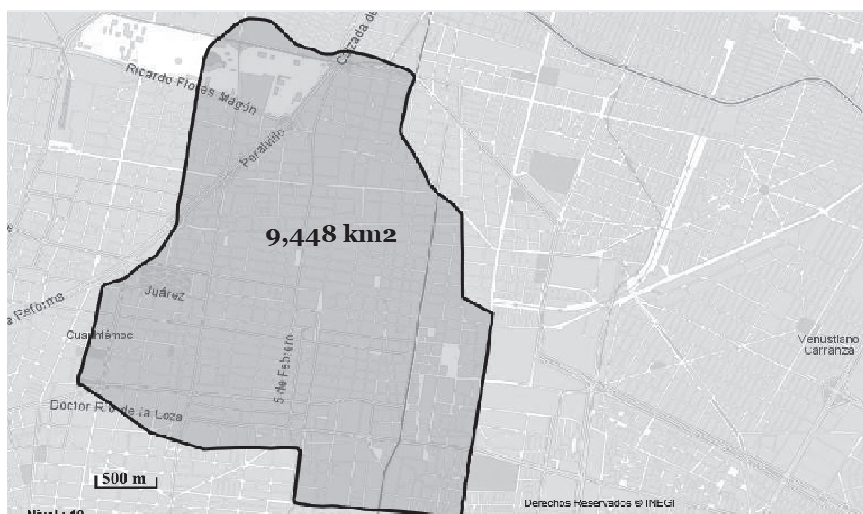 Calzada de
Ricardo Flores Magón
Peralvillo
9,448 km2
Juárez
a Reforma
Cuauhtémoc
5 de Febrero
Venustiano
Carranza
Doctor Río de la Loza
500 m
Derechos Reservados © INEGI